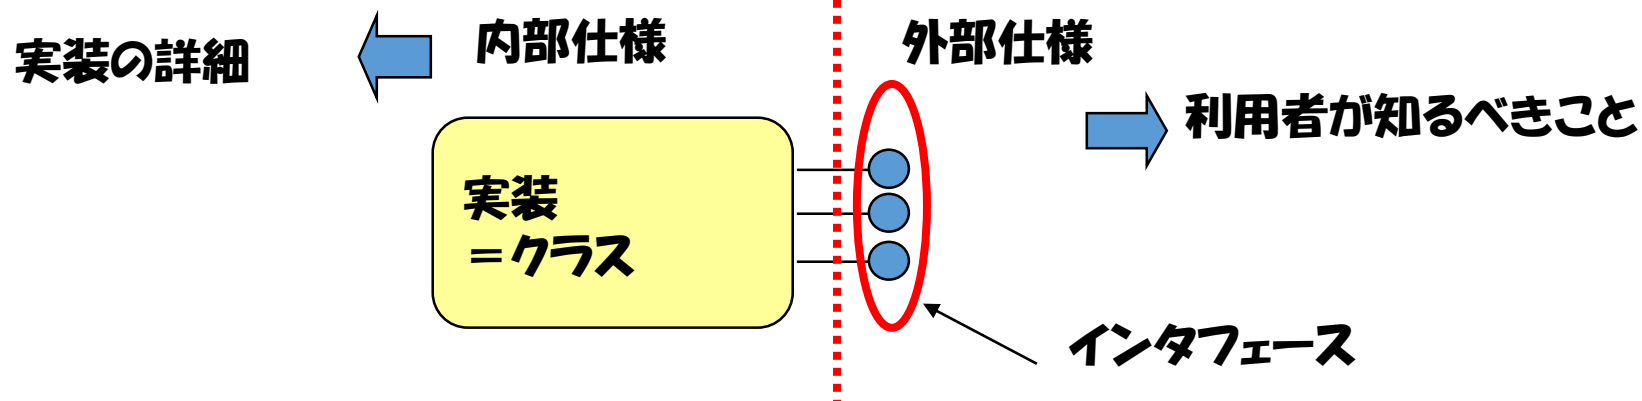 実装の詳細
内部仕様
外部仕様
利用者が知るべきこと
実装
＝クラス
インタフェース